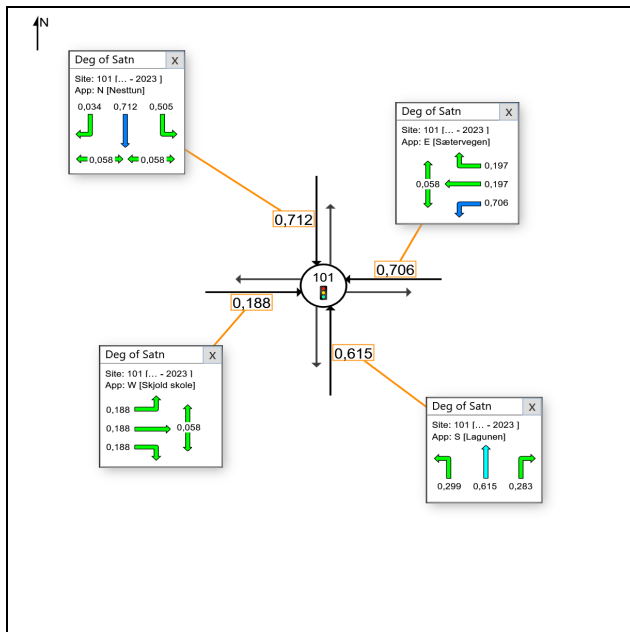 N
Deg of Satn X
Site: 101 [... - 2023 ]
App: N [Nesttun]
0,034 0,712 0,505
0,058 0,058
Deg of Satn X
Site: 101 [... - 2023 ]
App: E [Sætervegen]
0,197
0,058 0,197
0,706
0,712
101
0,706
0,188
0,615
Deg of Satn X
Site: 101 [... - 2023 ]
App: W [Skjold skole]
0,188
0,188 0,058
0,188
Deg of Satn X
Site: 101 [... - 2023 ]
App: S [Lagunen]
0,299 0,615 0,283